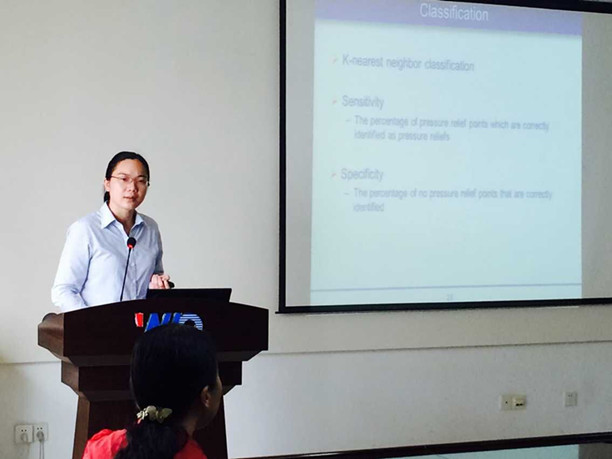 Classification
K-nearest neighbor classification
Sensitivity
– The percentage of pressure relief points which are correctly
identified as pressure reliefs
Specificity
– The percentage of no pressure relief points that are correctly
identified